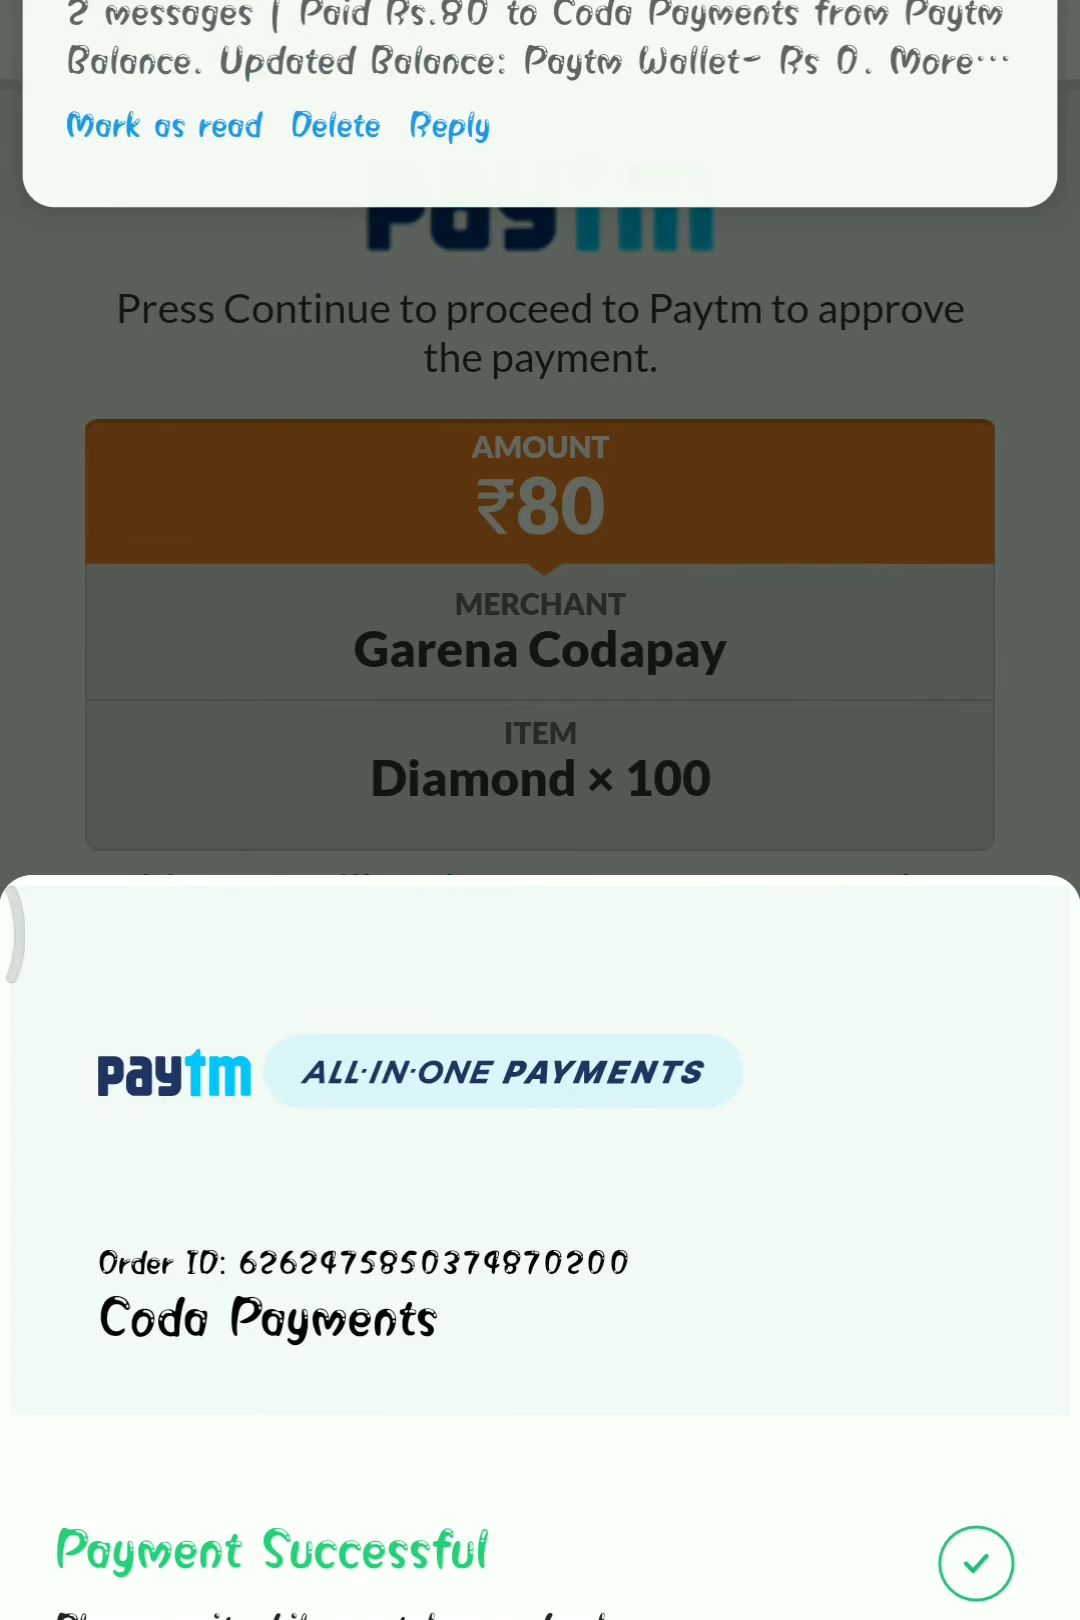 2 messages | Paid Rs.80 to Coda Payments from Paytm
Balance. Updated Balance: Paytm Wallet- Rs 0. More...
Mark as read Delete Reply
Paytm
Press Continue to proceed to Paytm to approve
the payment.
AMOUNT
₹80
MERCHANT
Garena Codapay
ITEM
Diamond × 100
paytm ALL·IN·ONE PAYMENTS
Order ID: 6262475850374870200
Coda Payments
Payment Successful